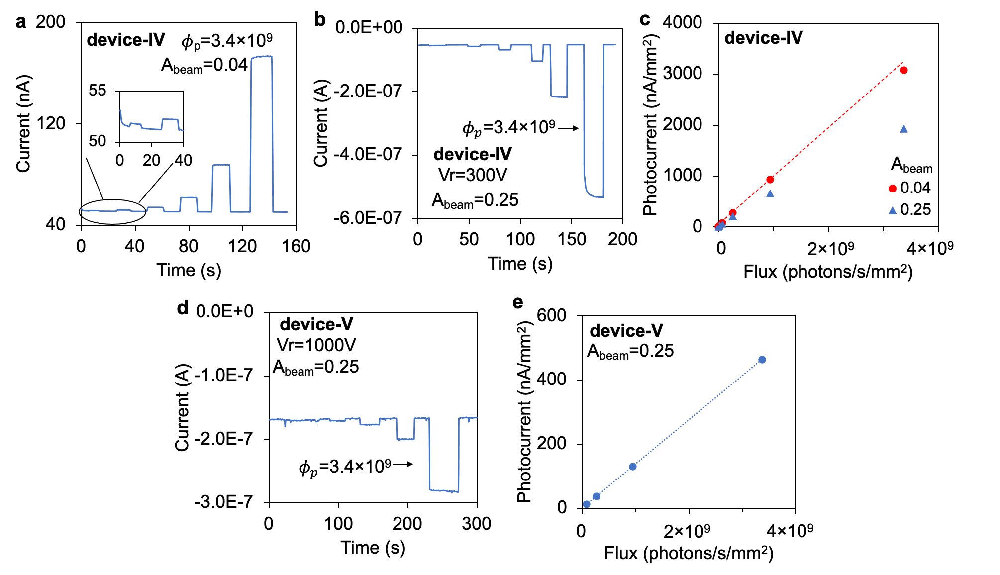 a
200
device-IV ϕp=3.4×10⁹
Abeam=0.04
120
40
Current (nA)
55
50
0 20 40
0 40 80 120 160
Time (s)
b
0.0E+00
-2.0E-07
-4.0E-07
-6.0E-07
Current (A)
ϕp=3.4×10⁹
device-IV
Vr=300V
Abeam=0.25
0 50 100 150 200
Time (s)
c
4000
3000
2000
1000
0
Photocurrent (nA/mm²)
device-IV
Abeam
0.04
0.25
0 2×10⁹ 4×10⁹
Flux (photons/s/mm²)
d
0.0E+0
-1.0E-7
-2.0E-7
-3.0E-7
Current (A)
device-V
Vr=1000V
Abeam=0.25
ϕp=3.4×10⁹
0 100 200 300
Time (s)
e
600
400
200
0
Photocurrent (nA/mm²)
device-V
Abeam=0.25
0 2×10⁹ 4×10⁹
Flux (photons/s/mm²)